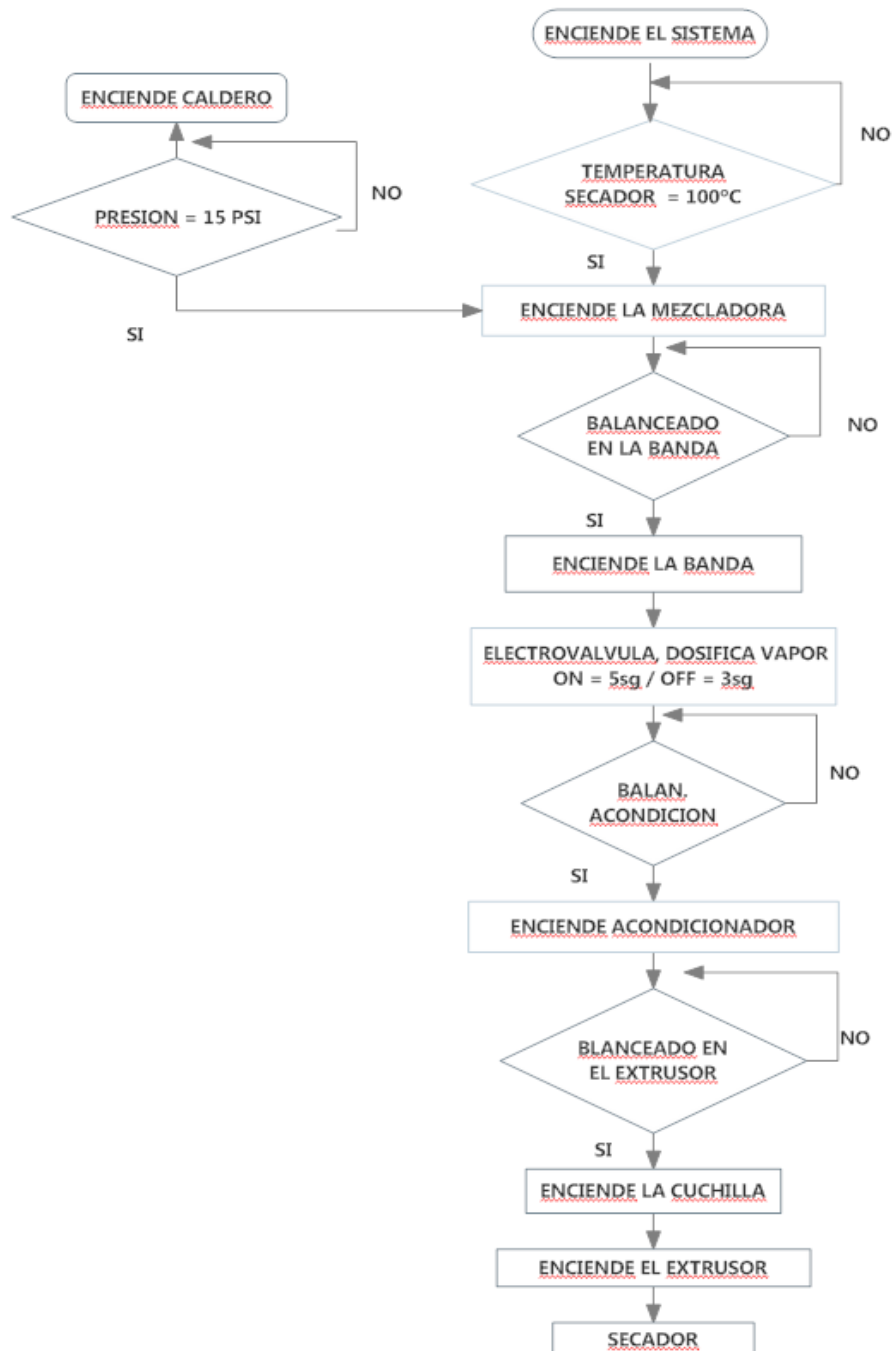 ENCIENDE EL SISTEMA
ENCIENDE CALDERO
NO
TEMPERATURA
SECADOR = 100°C
NO
PRESION = 15 PSI
SI
ENCIENDE LA MEZCLADORA
SI
BALANCEADO
EN LA BANDA
NO
SI
ENCIENDE LA BANDA
ELECTROVALVULA, DOSIFICA VAPOR
ON = 5sg / OFF = 3sg
NO
BALAN.
ACONDICION
SI
ENCIENDE ACONDICIONADOR
NO
BLANCEADO EN
EL EXTRUSOR
SI
ENCIENDE LA CUCHILLA
ENCIENDE EL EXTRUSOR
SECADOR